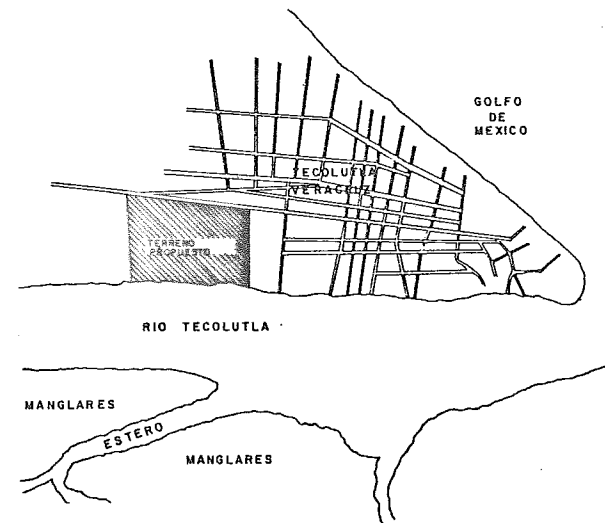 GOLFO
DE
MEXICO
TECOLUTLA
VERACRUZ
TERRENO
PROPUESTO
RIO TECOLUTLA
MANGLARES
ESTERO
MANGLARES